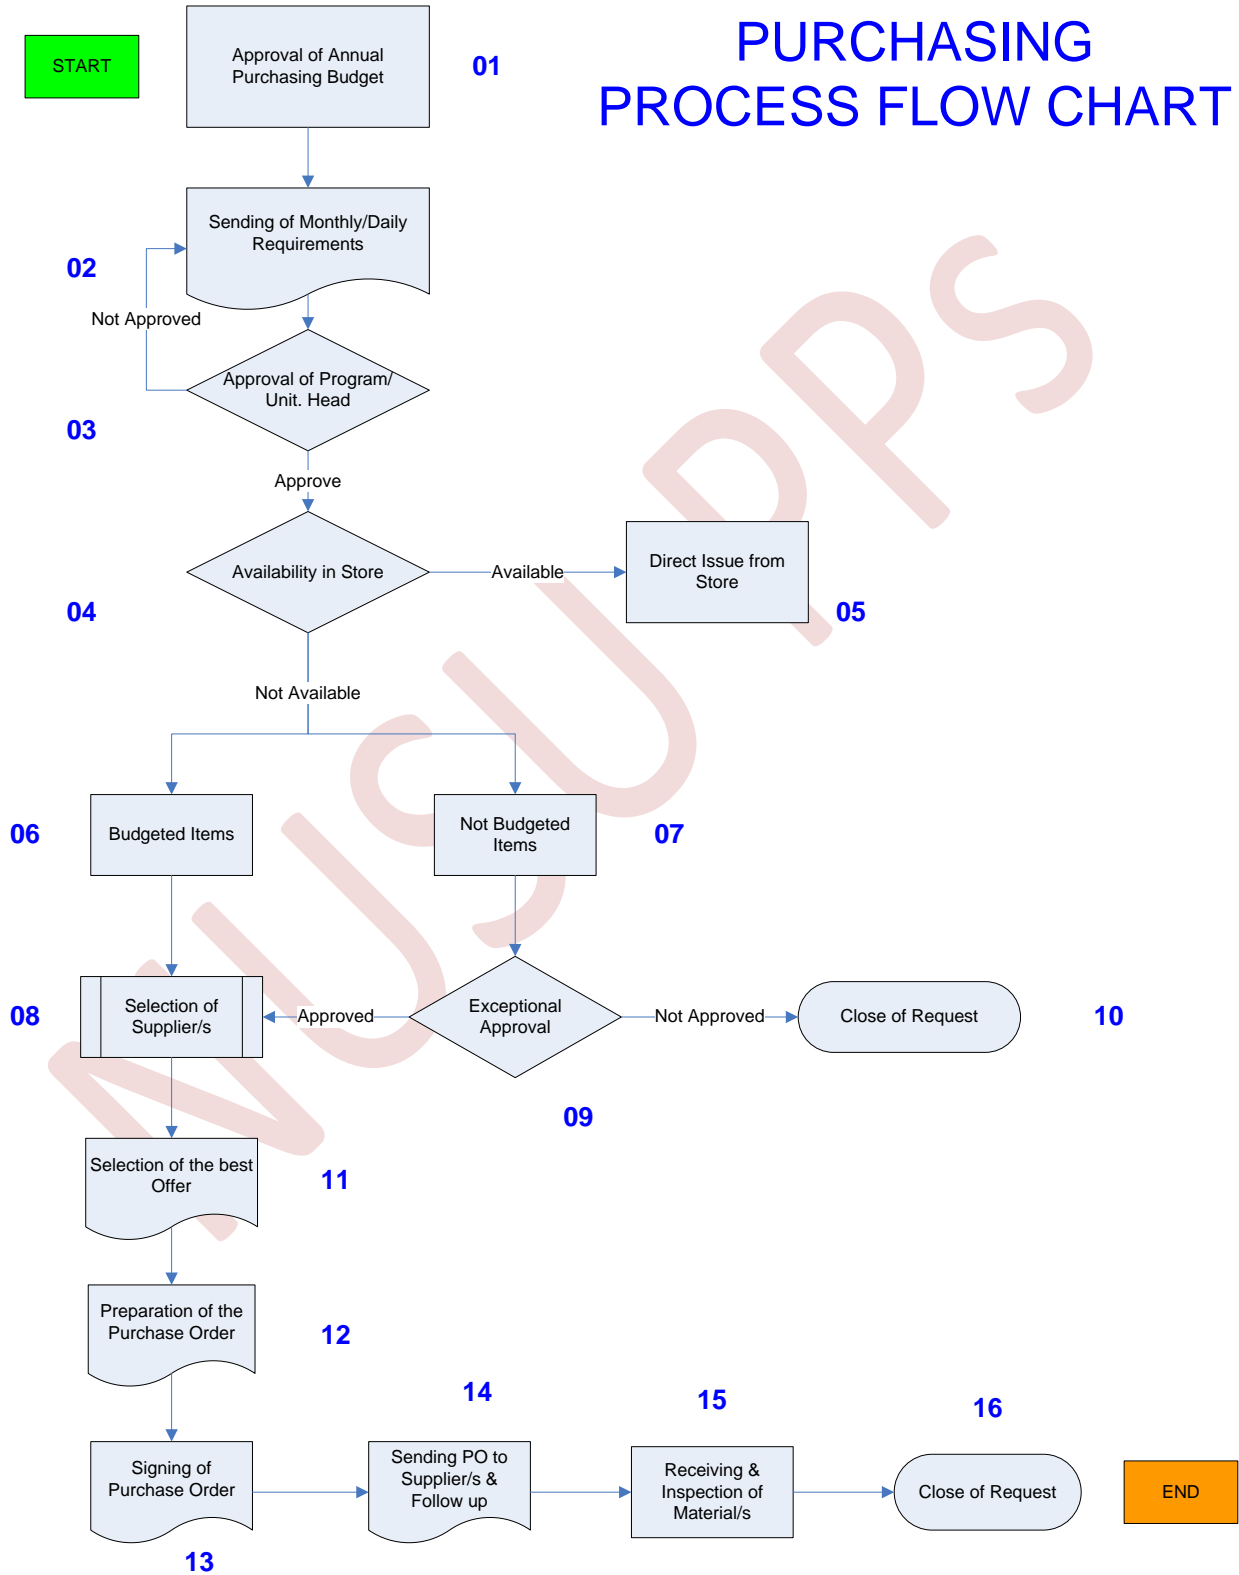 PURCHASING
PROCESS FLOW CHART
START
Approval of Annual
Purchasing Budget
01
Sending of Monthly/Daily
Requirements
02
Not Approved
Approval of Program/
Unit. Head
03
Approve
Availability in Store
04
Available
Direct Issue from
Store
05
Not Available
06
Budgeted Items
Not Budgeted
Items
07
08
Selection of
Supplier/s
Approved
Exceptional
Approval
Not Approved
Close of Request
10
09
Selection of the best
Offer
11
Preparation of the
Purchase Order
12
Signing of
Purchase Order
13
14
Sending PO to
Supplier/s &
Follow up
15
Receiving &
Inspection of
Material/s
16
Close of Request
END
NUSUPPS